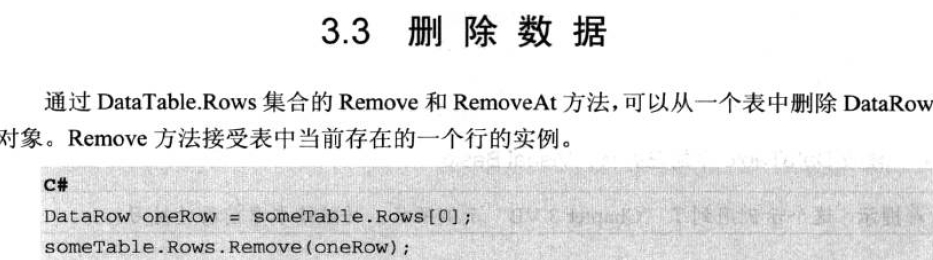 3.3 删除数据
通过 DataTable.Rows 集合的 Remove 和 RemoveAt 方法,可以从一个表中删除 DataRow
对象。Remove 方法接受表中当前存在的一个行的实例。
C#
DataRow oneRow = someTable.Rows[0];
someTable.Rows.Remove(oneRow);